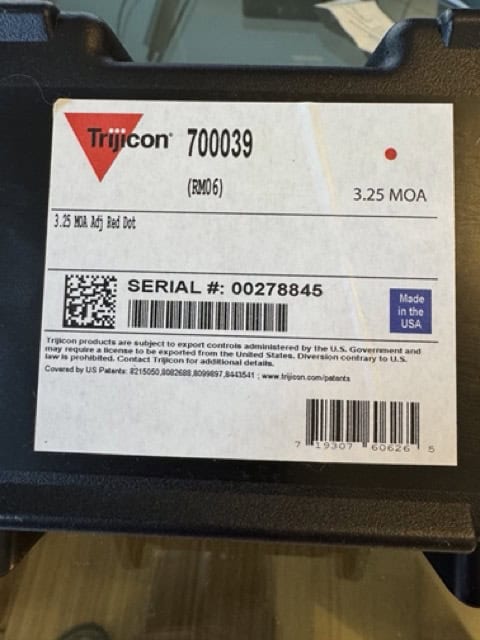 Trijicon® 700039
(RM06)
3.25 MOA
3.25 MOA Adj Red Dot
SERIAL #: 00278845
Made
in the
USA
Trijicon products are subject to export controls administered by the U.S. Government and
may require a license to be exported from the United States. Diversion contrary to U.S.
law is prohibited. Contact Trijicon for additional details.
Covered by US Patents: 8215050,8082688,8099897,8443541 ; www.trijicon.com/patents
7 19307 60626 5